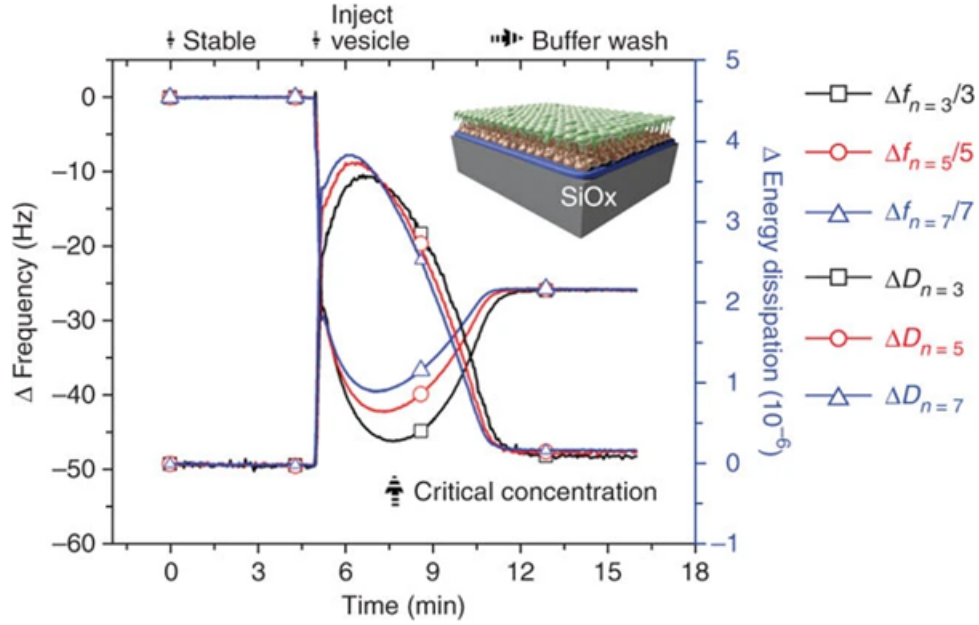 Stable
Inject
vesicle
Buffer wash
0
−10
−20
−30
−40
−50
−60
Δ Frequency (Hz)
5
4
3
2
1
0
−1
Δ Energy dissipation (10⁻⁶)
SiOx
Critical concentration
0 3 6 9 12 15 18
Time (min)
Δfn = 3/3
Δfn = 5/5
Δfn = 7/7
ΔDn = 3
ΔDn = 5
ΔDn = 7